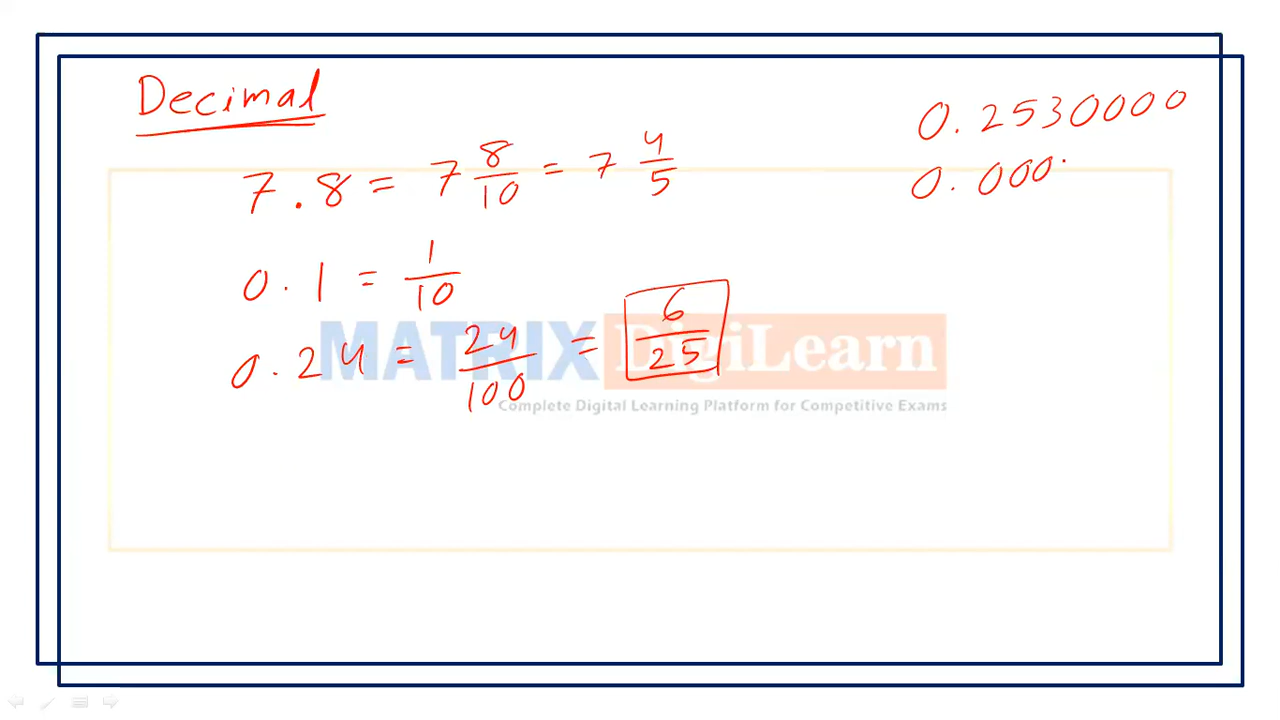 Decimal
0.2530000
7.8 = 7 8/10 = 7 4/5
0.000
0.1 = 1/10
0.24 = 24/100 = 6/25
MATRIX DigiLearn
Complete Digital Learning Platform for Competitive Exams